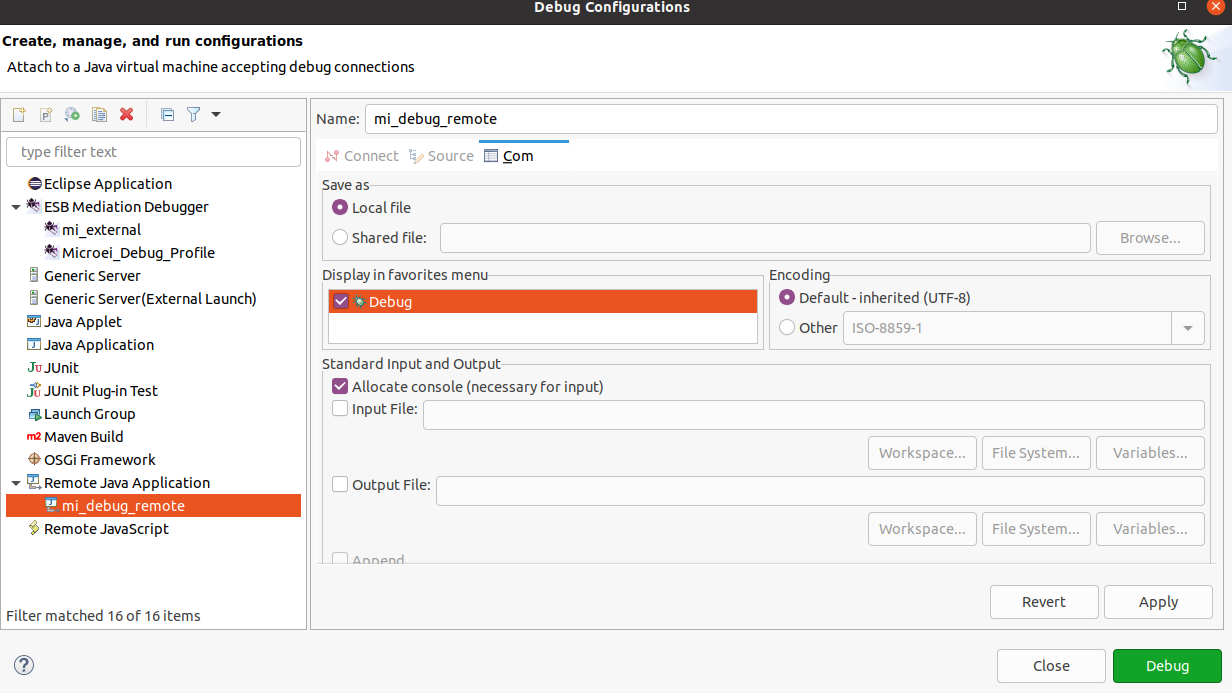 Debug Configurations
Create, manage, and run configurations
Attach to a Java virtual machine accepting debug connections
type filter text
Eclipse Application
ESB Mediation Debugger
mi_external
Microei_Debug_Profile
Generic Server
Generic Server(External Launch)
Java Applet
Java Application
JUnit
JUnit Plug-in Test
Launch Group
m2 Maven Build
OSGi Framework
Remote Java Application
mi_debug_remote
Remote JavaScript
Filter matched 16 of 16 items
Name: mi_debug_remote
Connect Source Com
Save as
Local file
Shared file: Browse...
Display in favorites menu
Debug
Encoding
Default - inherited (UTF-8)
Other ISO-8859-1
Standard Input and Output
Allocate console (necessary for input)
Input File:
Workspace... File System... Variables...
Output File:
Workspace... File System... Variables...
Append
Revert Apply
Close Debug